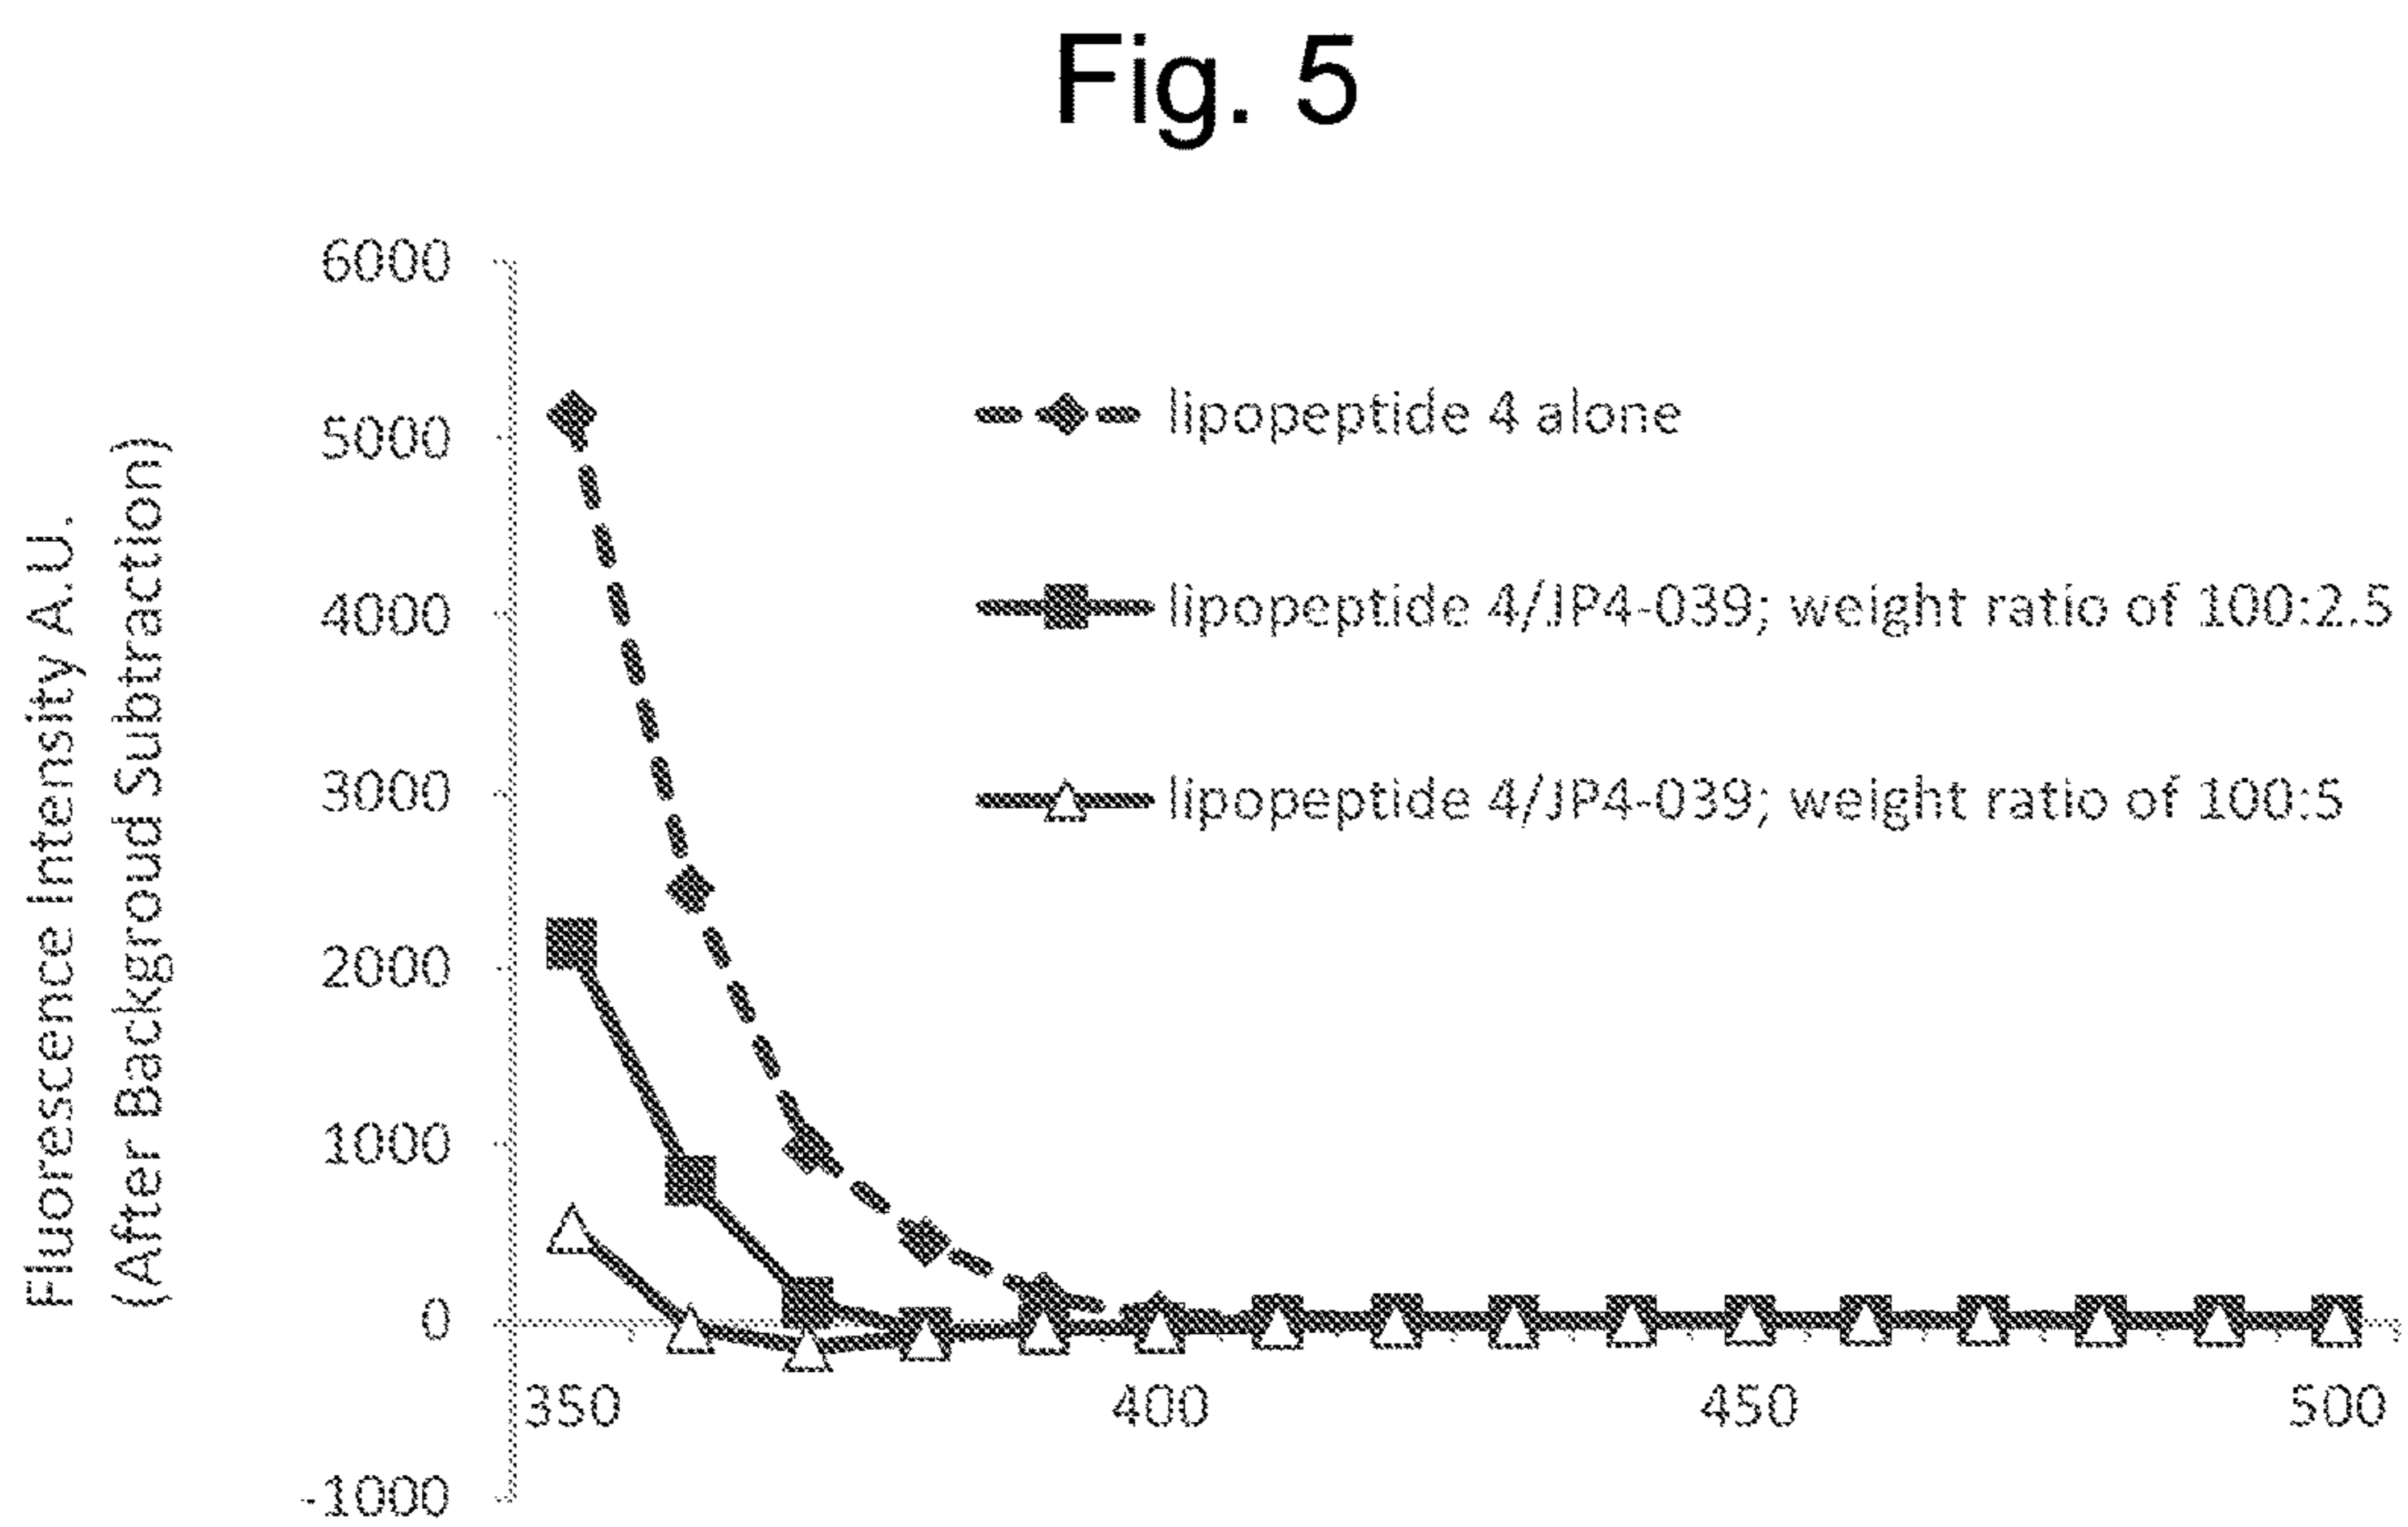 Fig. 5
Fluorescence Intensity A.U.
(After Backgroud Subtraction)
6000
5000
4000
3000
2000
1000
0
-1000
lipopeptide 4 alone
lipopeptide 4/JP4-039; weight ratio of 100:2.5
lipopeptide 4/JP4-039; weight ratio of 100:5
350
400
450
500